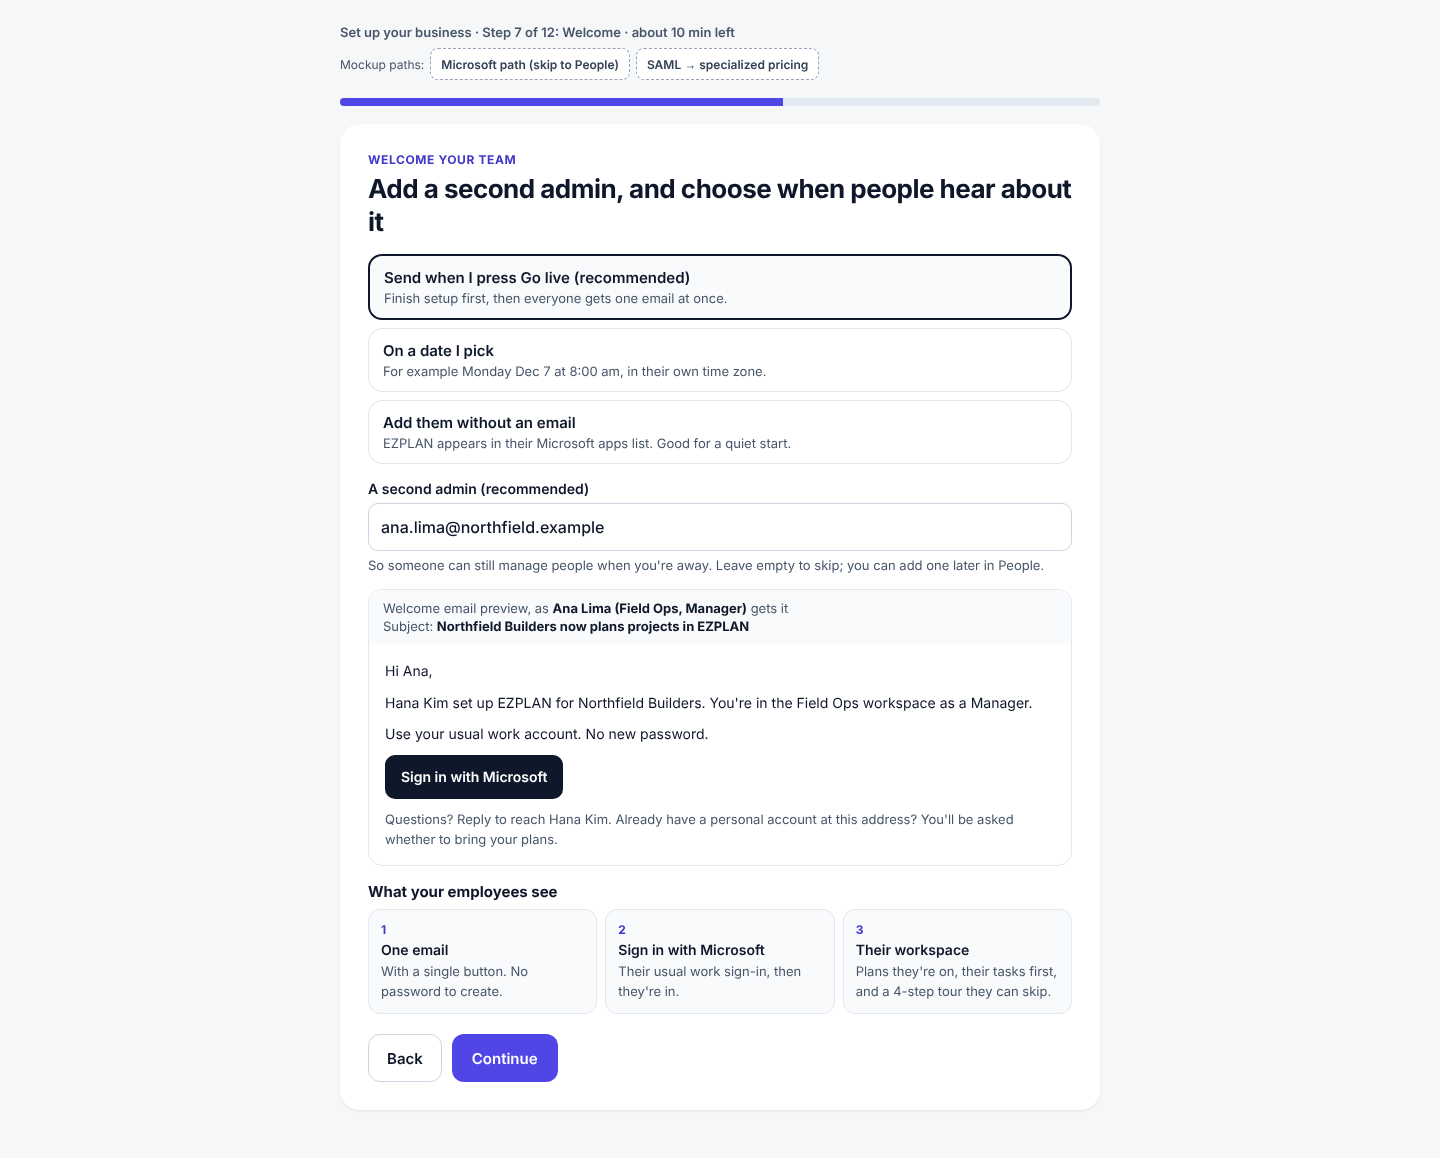 Set up your business · Step 7 of 12: Welcome · about 10 min left
Mockup paths: Microsoft path (skip to People) SAML → specialized pricing
WELCOME YOUR TEAM
Add a second admin, and choose when people hear about
it
Send when I press Go live (recommended)
Finish setup first, then everyone gets one email at once.
On a date I pick
For example Monday Dec 7 at 8:00 am, in their own time zone.
Add them without an email
EZPLAN appears in their Microsoft apps list. Good for a quiet start.
A second admin (recommended)
ana.lima@northfield.example
So someone can still manage people when you're away. Leave empty to skip; you can add one later in People.
Welcome email preview, as Ana Lima (Field Ops, Manager) gets it
Subject: Northfield Builders now plans projects in EZPLAN
Hi Ana,
Hana Kim set up EZPLAN for Northfield Builders. You're in the Field Ops workspace as a Manager.
Use your usual work account. No new password.
Sign in with Microsoft
Questions? Reply to reach Hana Kim. Already have a personal account at this address? You'll be asked
whether to bring your plans.
What your employees see
1
One email
With a single button. No
password to create.
2
Sign in with Microsoft
Their usual work sign-in, then
they're in.
3
Their workspace
Plans they're on, their tasks first,
and a 4-step tour they can skip.
Back
Continue